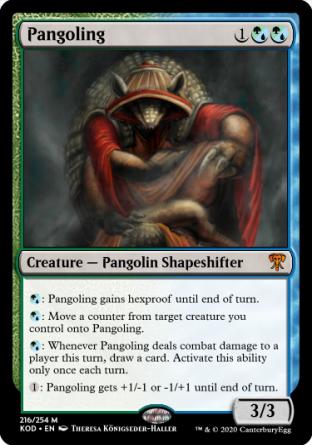 Pangoling 1
Creature — Pangolin Shapeshifter
: Pangoling gains hexproof until end of turn.
: Move a counter from target creature you
control onto Pangoling.
: Whenever Pangoling deals combat damage to a
player this turn, draw a card. Activate this ability
only once each turn.
1: Pangoling gets +1/-1 or -1/+1 until end of turn.
216/254 M
KOD • EN Theresa Königseder-Haller
3/3
™ & © 2020 CanterburyEgg